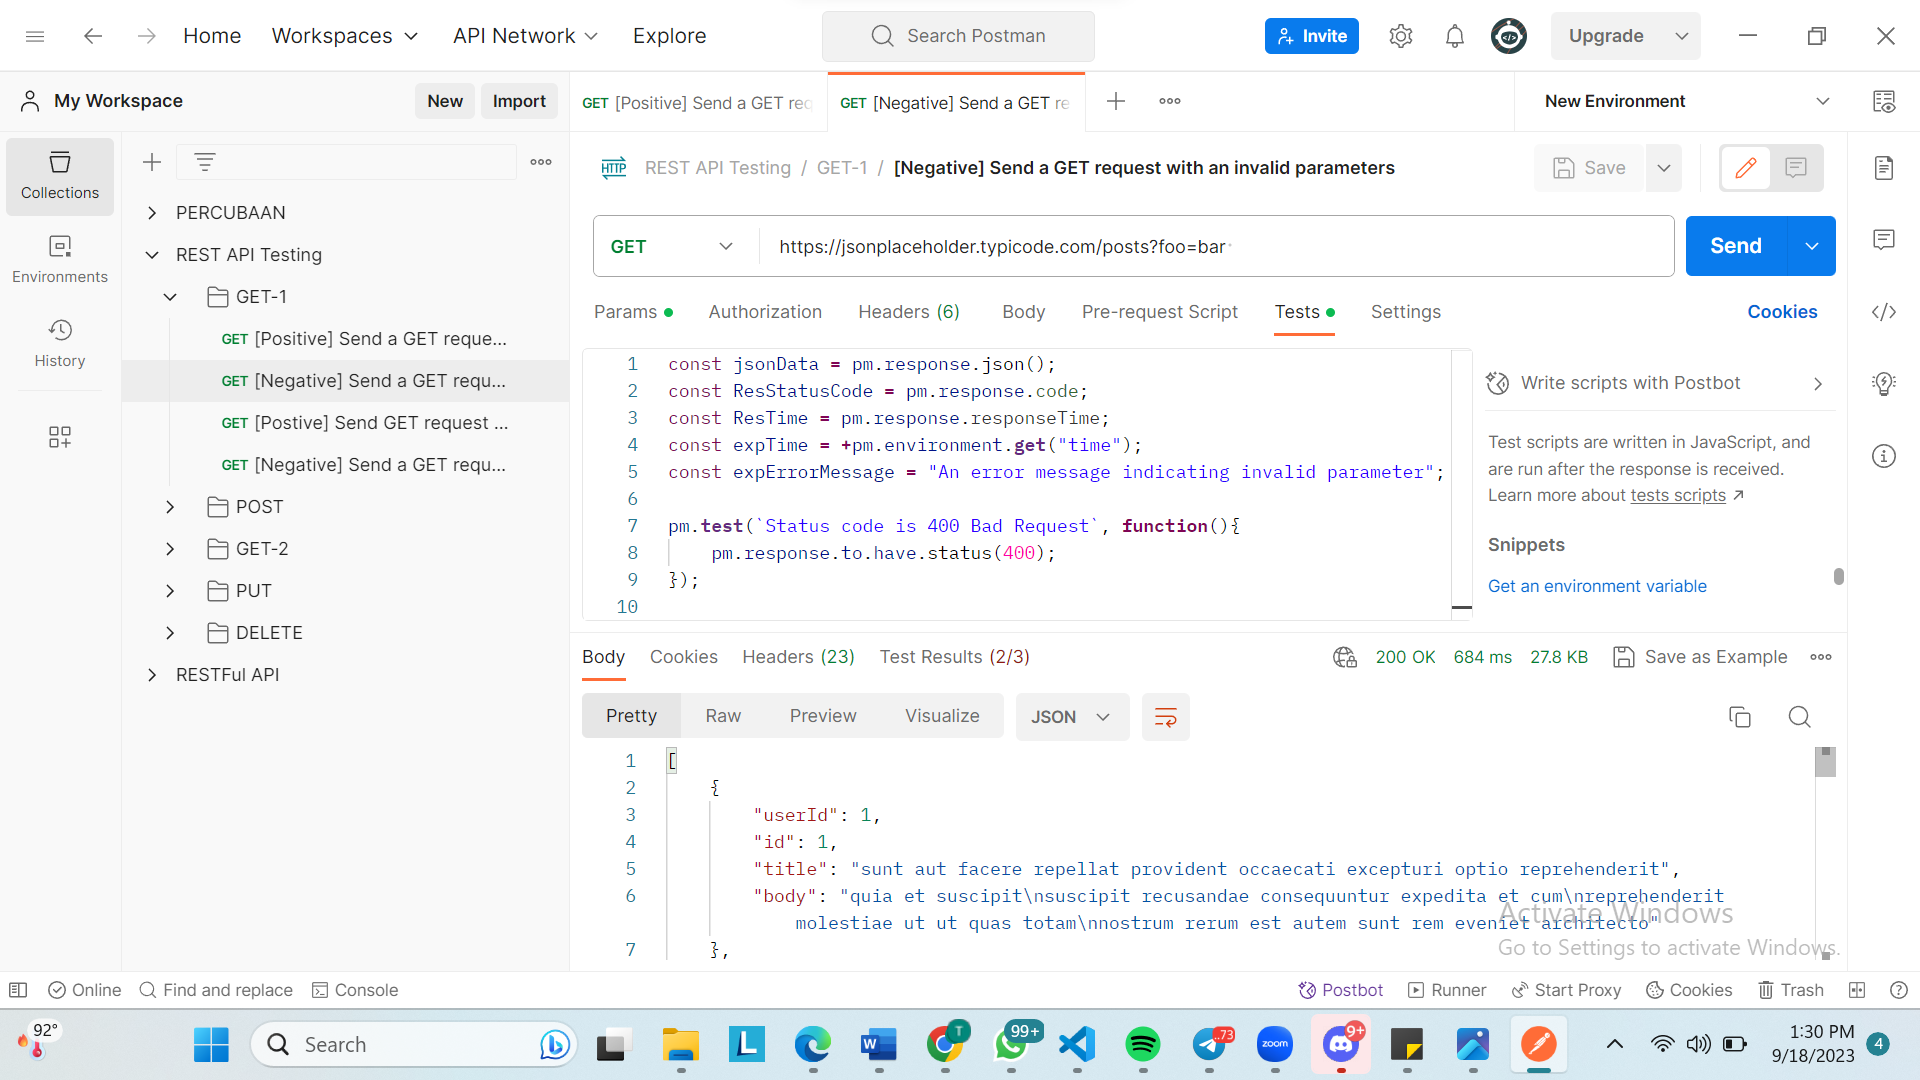 Home
Workspaces
API Network
Explore
Search Postman
Invite
Upgrade
My Workspace
New
Import
GET [Positive] Send a GET req
GET [Negative] Send a GET re
New Environment
Collections
Environments
History
PERCUBAAN
REST API Testing
GET-1
GET [Positive] Send a GET reque...
GET [Negative] Send a GET requ...
GET [Postive] Send GET request ...
GET [Negative] Send a GET requ...
POST
GET-2
PUT
DELETE
RESTFul API
HTTP REST API Testing / GET-1 / [Negative] Send a GET request with an invalid parameters
Save
GET
https://jsonplaceholder.typicode.com/posts?foo=bar
Send
Params
Authorization
Headers (6)
Body
Pre-request Script
Tests
Settings
Cookies
1 const jsonData = pm.response.json();
2 const ResStatusCode = pm.response.code;
3 const ResTime = pm.response.responseTime;
4 const expTime = +pm.environment.get("time");
5 const expErrorMessage = "An error message indicating invalid parameter";
6
7 pm.test(`Status code is 400 Bad Request`, function(){
8 pm.response.to.have.status(400);
9 });
10
Write scripts with Postbot
Test scripts are written in JavaScript, and
are run after the response is received.
Learn more about tests scripts ↗
Snippets
Get an environment variable
Body
Cookies
Headers (23)
Test Results (2/3)
200 OK
684 ms
27.8 KB
Save as Example
Pretty
Raw
Preview
Visualize
JSON
1 [
2 {
3 "userId": 1,
4 "id": 1,
5 "title": "sunt aut facere repellat provident occaecati excepturi optio reprehenderit",
6 "body": "quia et suscipit\nsuscipit recusandae consequuntur expedita et cum\nreprehenderit
molestiae ut ut quas totam\nnostrum rerum est autem sunt rem eveniet architecto"
7 },
Activate Windows
Go to Settings to activate Windows.
Online
Find and replace
Console
Postbot
Runner
Start Proxy
Cookies
Trash
92°
Search
L
W
T
99+
..73
zoom
9+
1:30 PM
9/18/2023
4